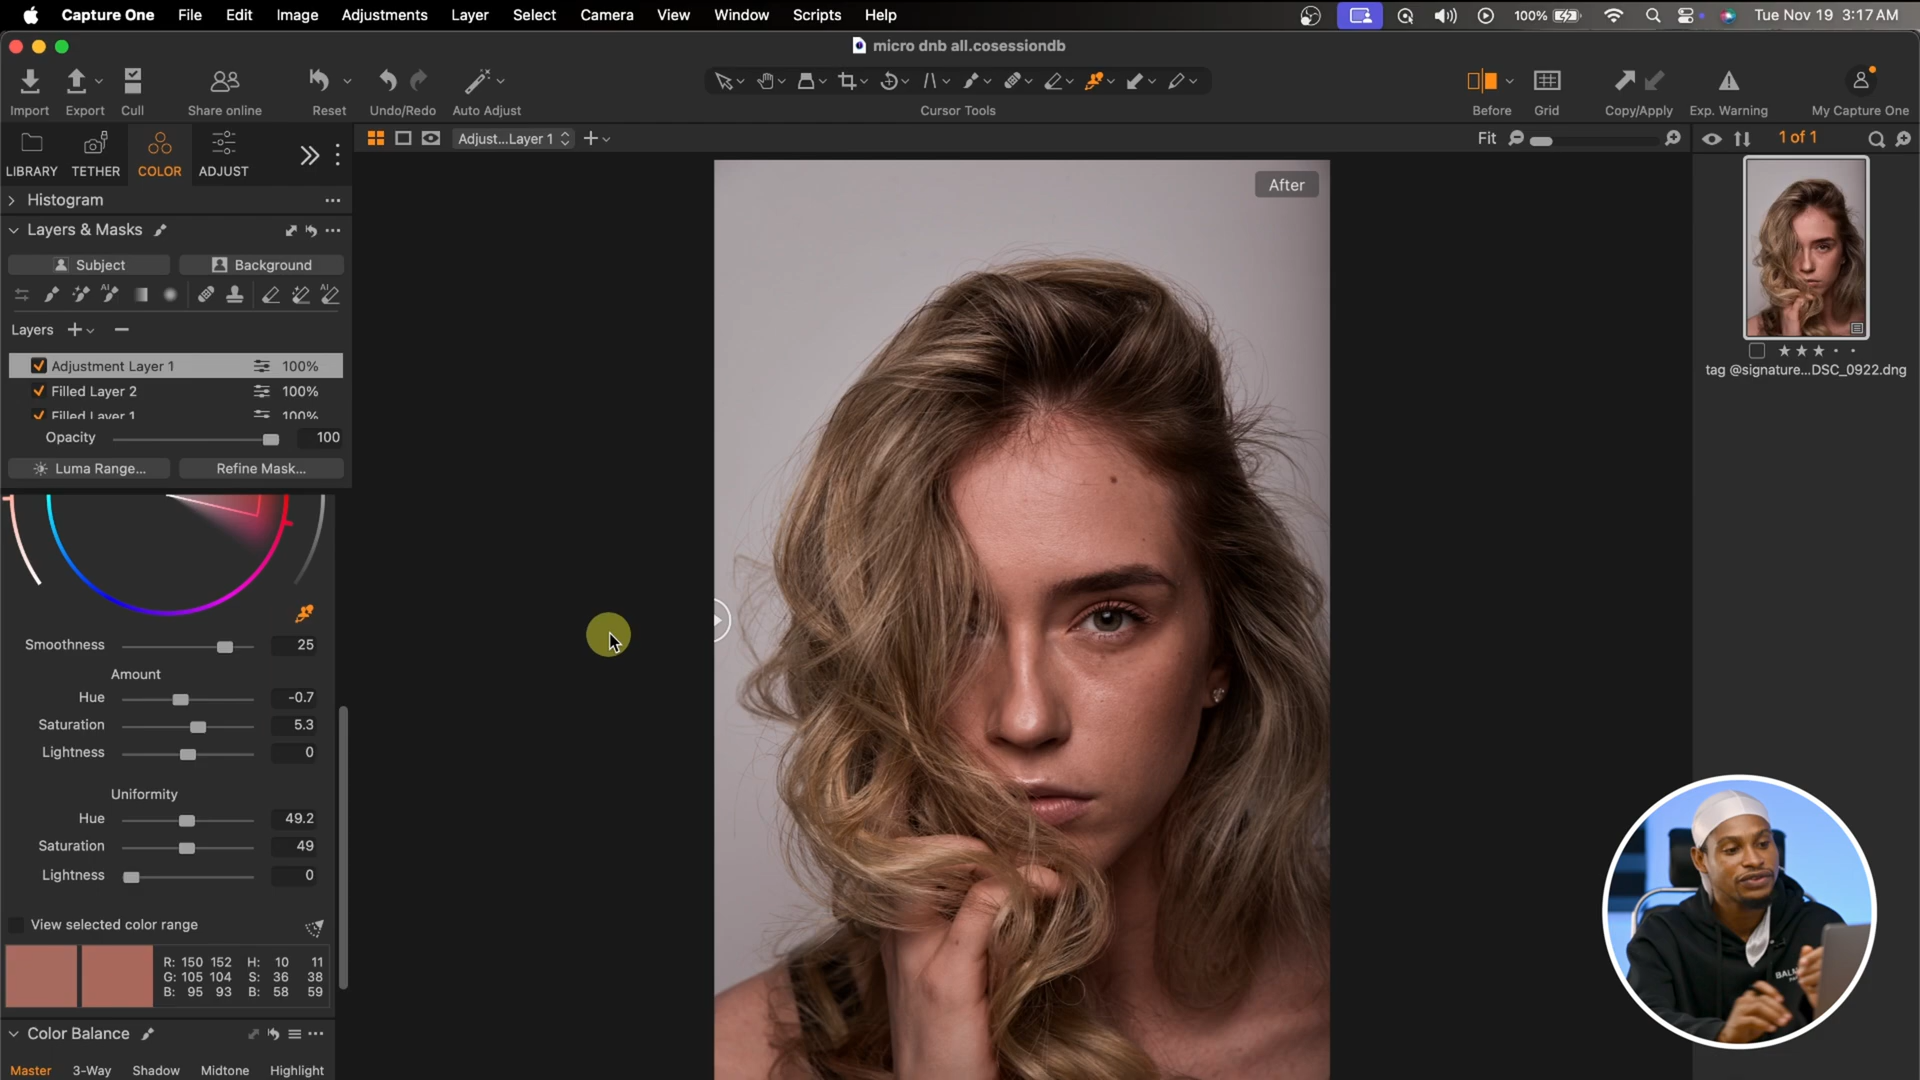 Capture One File Edit Image Adjustments Layer Select Camera View Window Scripts Help 100% Tue Nov 19 3:17 AM
micro dnb all.cosessiondb
Import Export Cull Share online Reset Undo/Redo Auto Adjust Cursor Tools Before Grid Copy/Apply Exp. Warning My Capture One
LIBRARY TETHER COLOR ADJUST
Adjust...Layer 1
Fit
1 of 1
Histogram
Layers & Masks
Subject Background
AI AI
Layers
Adjustment Layer 1 100%
Filled Layer 2 100%
Filled Layer 1 100%
Opacity 100
Luma Range... Refine Mask...
Smoothness 25
Amount
Hue -0.7
Saturation 5.3
Lightness 0
Uniformity
Hue 49.2
Saturation 49
Lightness 0
View selected color range
R: 150 152 H: 10 11
G: 105 104 S: 36 38
B: 95 93 B: 58 59
Color Balance
Master 3-Way Shadow Midtone Highlight
After
tag @signature...DSC_0922.dng